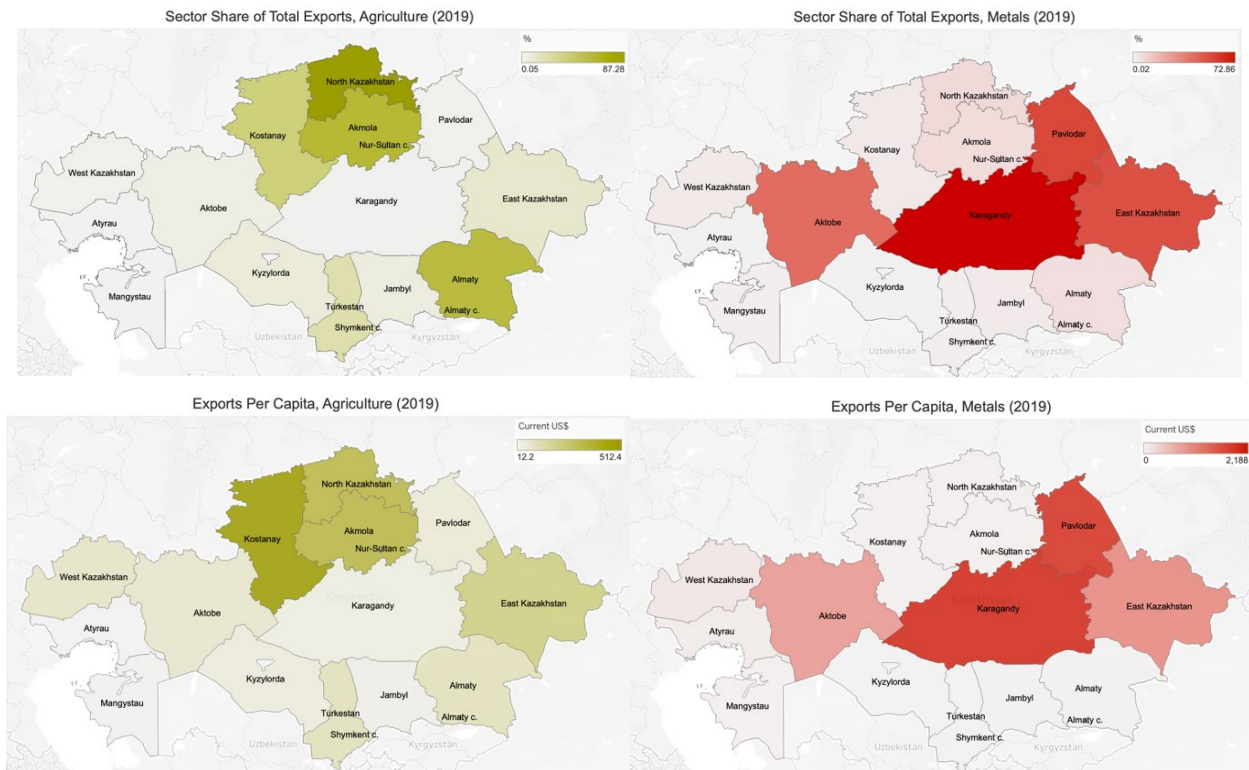 Sector Share of Total Exports, Agriculture (2019)
%
0.05 87.28
North Kazakhstan
Kostanay
Akmola
Nur-Sultan c.
Pavlodar
West Kazakhstan
Aktobe
Karagandy
East Kazakhstan
Atyrau
Mangystau
Kyzylorda
Turkestan
Shymkent c.
Jambyl
Almaty
Almaty c.
Uzbekistan
Kyrgyzstan
Sector Share of Total Exports, Metals (2019)
%
0.02 72.86
North Kazakhstan
Kostanay
Akmola
Nur-Sultan c.
Pavlodar
West Kazakhstan
Aktobe
Karagandy
East Kazakhstan
Atyrau
Mangystau
Kyzylorda
Turkestan
Shymkent c.
Jambyl
Almaty
Almaty c.
Uzbekistan
Kyrgyzstan
Exports Per Capita, Agriculture (2019)
Current US$
12.2 512.4
North Kazakhstan
Kostanay
Akmola
Nur-Sultan c.
Pavlodar
West Kazakhstan
Aktobe
Kazakhstan
Karagandy
East Kazakhstan
Atyrau
Mangystau
Kyzylorda
Turkestan
Shymkent c.
Jambyl
Almaty
Almaty c.
Uzbekistan
Kyrgyzstan
Exports Per Capita, Metals (2019)
Current US$
0 2,188
North Kazakhstan
Kostanay
Akmola
Nur-Sultan c.
Pavlodar
West Kazakhstan
Aktobe
Kazakhstan
Karagandy
East Kazakhstan
Atyrau
Mangystau
Kyzylorda
Turkestan
Shymkent c.
Jambyl
Almaty
Almaty c.
Uzbekistan
Kyrgyzstan